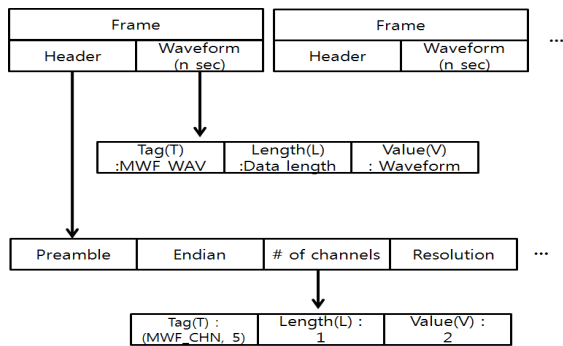 Frame
Frame
...
Header
Waveform
(n sec)
Header
Waveform
(n sec)
Tag(T)
:MWF_WAV
Length(L)
:Data length
Value(V)
: Waveform
Preamble
Endian
# of channels
Resolution
...
Tag(T) :
(MWF_CHN, 5)
Length(L) :
1
Value(V) :
2